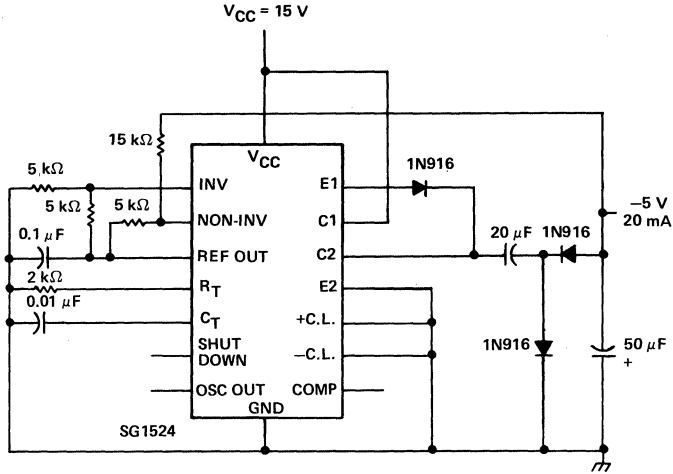 VCC = 15 V
15 kΩ
VCC
1N916
5 kΩ
INV
E1
5 kΩ
5 kΩ
NON-INV
C1
–5 V
20 mA
0.1 μF
REF OUT
C2
20 μF
1N916
2 kΩ
RT
E2
0.01 μF
CT
+C.L.
SHUT
DOWN
–C.L.
1N916
50 μF
+
OSC OUT
COMP
GND
SG1524